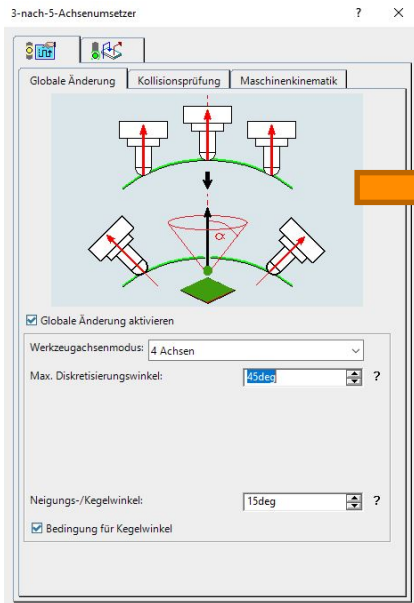 3-nach-5-Achsenumsetzer ? ×
Globale Änderung Kollisionsprüfung Maschinenkinematik
α
Globale Änderung aktivieren
Werkzeugachsenmodus: 4 Achsen
Max. Diskretisierungswinkel: 45deg ?
Neigungs-/Kegelwinkel: 15deg ?
Bedingung für Kegelwinkel